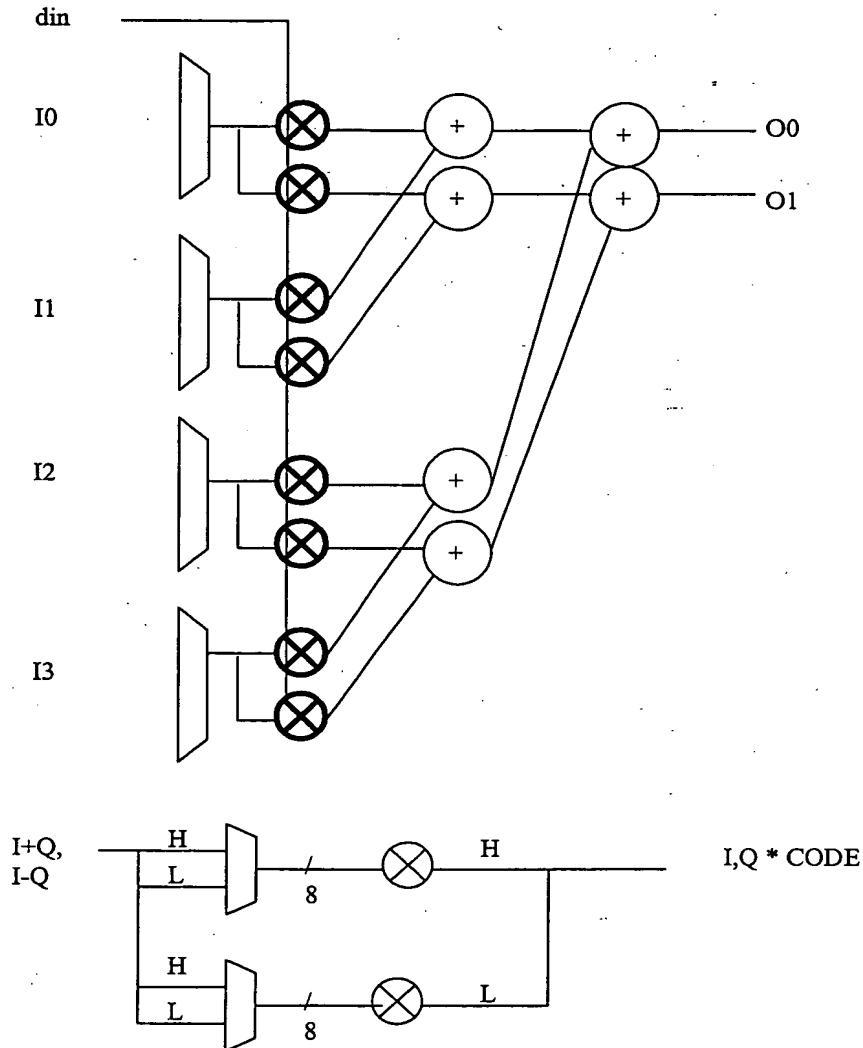 din
I0
+
+
O0
+
+
O1
I1
I2
+
+
I3
I+Q,
I-Q
H
L
8
H
I,Q * CODE
H
L
8
L